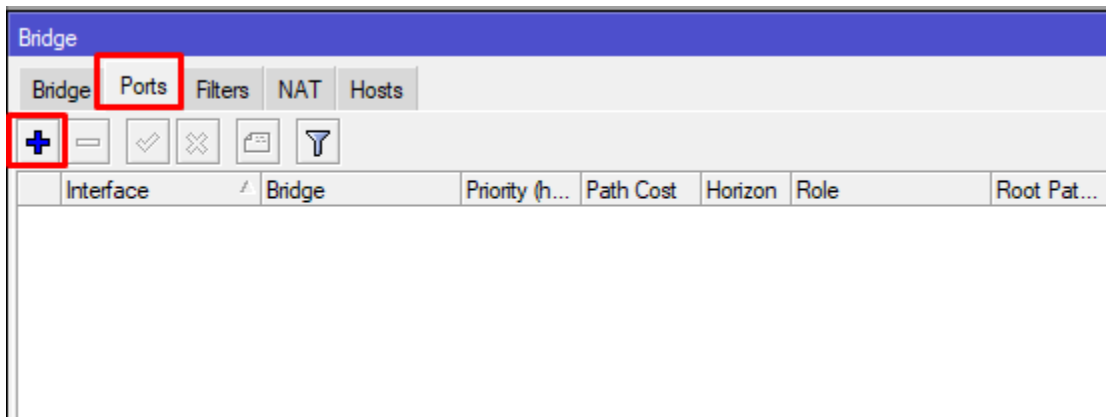 Bridge
Bridge Ports Filters NAT Hosts
Interface Bridge Priority (h... Path Cost Horizon Role Root Pat...